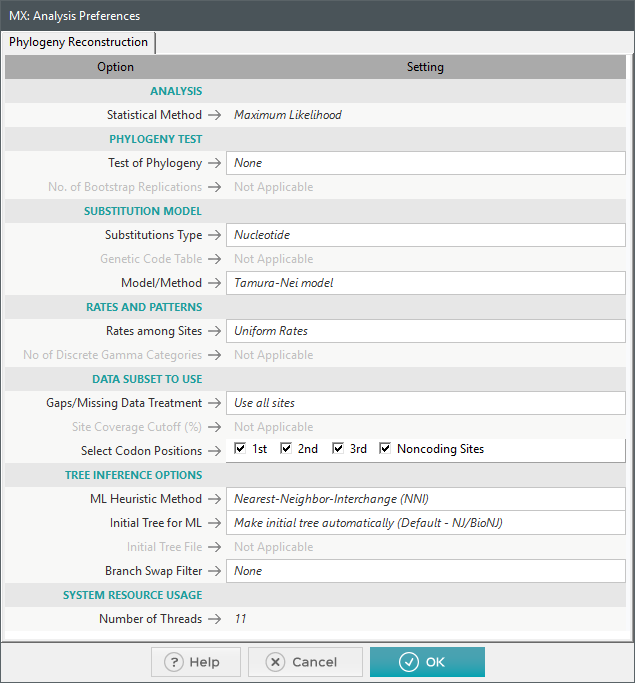 MX: Analysis Preferences
Phylogeny Reconstruction
Option Setting
ANALYSIS
Statistical Method → Maximum Likelihood
PHYLOGENY TEST
Test of Phylogeny → None
No. of Bootstrap Replications → Not Applicable
SUBSTITUTION MODEL
Substitutions Type → Nucleotide
Genetic Code Table → Not Applicable
Model/Method → Tamura-Nei model
RATES AND PATTERNS
Rates among Sites → Uniform Rates
No of Discrete Gamma Categories → Not Applicable
DATA SUBSET TO USE
Gaps/Missing Data Treatment → Use all sites
Site Coverage Cutoff (%) → Not Applicable
Select Codon Positions → 1st 2nd 3rd Noncoding Sites
TREE INFERENCE OPTIONS
ML Heuristic Method → Nearest-Neighbor-Interchange (NNI)
Initial Tree for ML → Make initial tree automatically (Default - NJ/BioNJ)
Initial Tree File → Not Applicable
Branch Swap Filter → None
SYSTEM RESOURCE USAGE
Number of Threads → 11
? Help Cancel OK